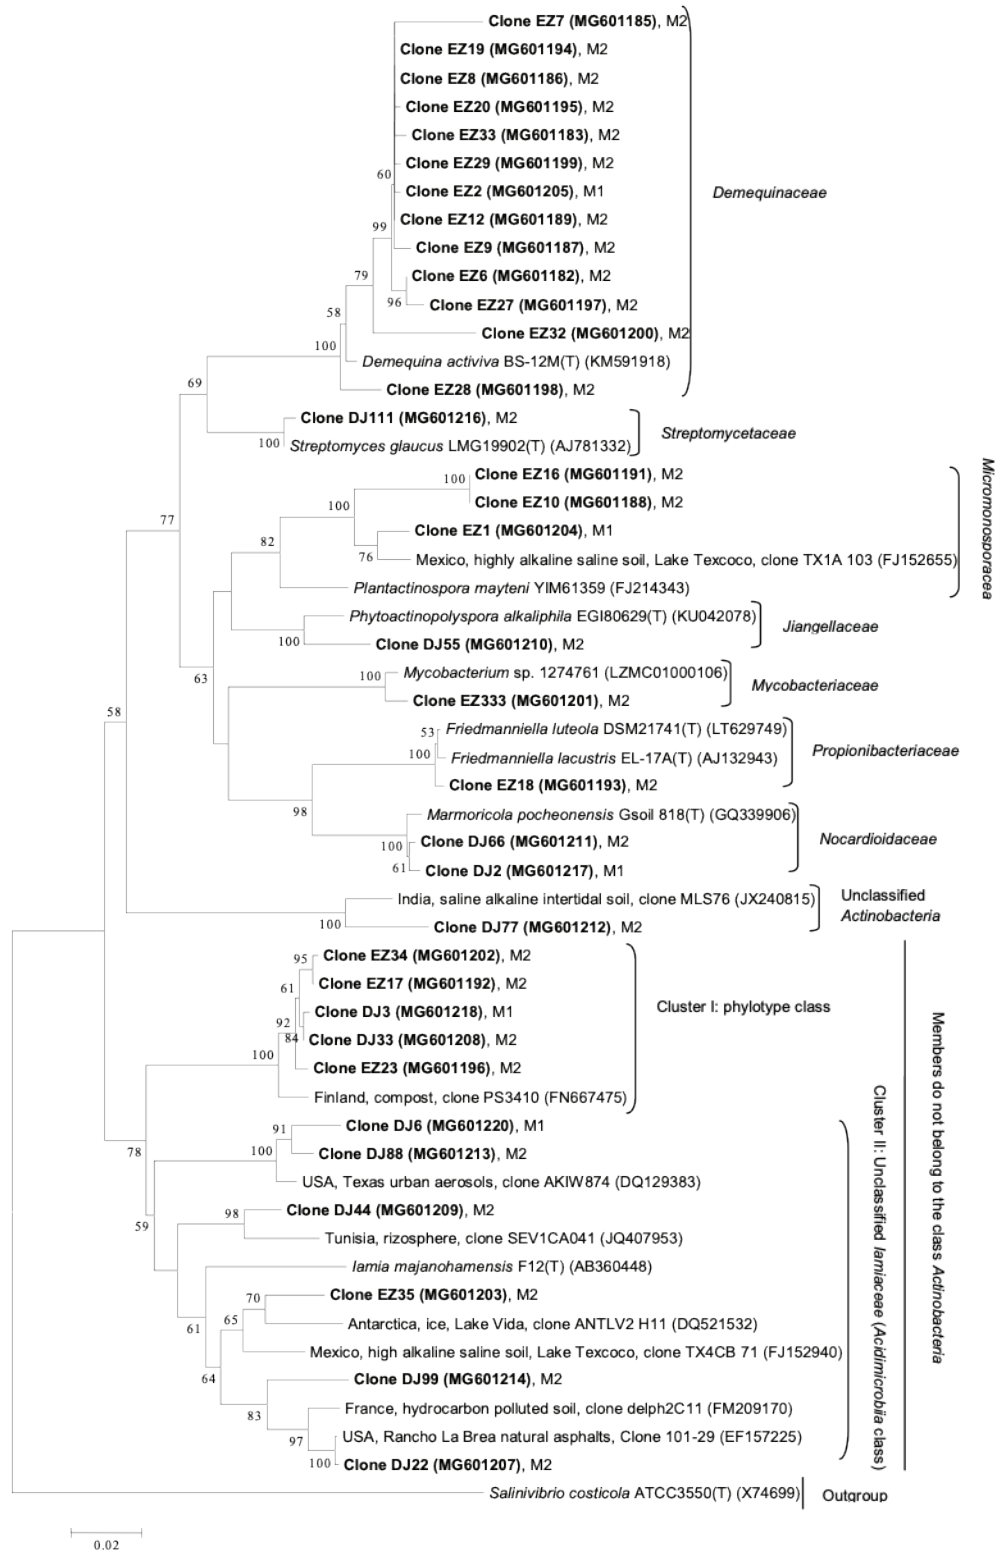 Clone EZ7 (MG601185), M2
Clone EZ19 (MG601194), M2
Clone EZ8 (MG601186), M2
Clone EZ20 (MG601195), M2
Clone EZ33 (MG601183), M2
Clone EZ29 (MG601199), M2
60
Clone EZ2 (MG601205), M1
Demequinaceae
Clone EZ12 (MG601189), M2
99
Clone EZ9 (MG601187), M2
79
Clone EZ6 (MG601182), M2
96
Clone EZ27 (MG601197), M2
58
Clone EZ32 (MG601200), M2
100
Demequina activiva BS-12M(T) (KM591918)
69
Clone EZ28 (MG601198), M2
Clone DJ111 (MG601216), M2
Streptomycetaceae
100
Streptomyces glaucus LMG19902(T) (AJ781332)
100
Clone EZ16 (MG601191), M2
Clone EZ10 (MG601188), M2
Micromonosporacea
100
77
Clone EZ1 (MG601204), M1
82
76
Mexico, highly alkaline saline soil, Lake Texcoco, clone TX1A 103 (FJ152655)
Plantactinospora mayteni YIM61359 (FJ214343)
Phytoactinopolyspora alkaliphila EGI80629(T) (KU042078)
Jiangellaceae
100
Clone DJ55 (MG601210), M2
63
100
Mycobacterium sp. 1274761 (LZMC01000106)
Mycobacteriaceae
Clone EZ333 (MG601201), M2
58
53
Friedmanniella luteola DSM21741(T) (LT629749)
100
Friedmanniella lacustris EL-17A(T) (AJ132943)
Propionibacteriaceae
Clone EZ18 (MG601193), M2
98
Marmoricola pocheonensis Gsoil 818(T) (GQ339906)
100
Clone DJ66 (MG601211), M2
Nocardioidaceae
61
Clone DJ2 (MG601217), M1
India, saline alkaline intertidal soil, clone MLS76 (JX240815)
Unclassified
Actinobacteria
100
Clone DJ77 (MG601212), M2
95
Clone EZ34 (MG601202), M2
61
Clone EZ17 (MG601192), M2
Cluster I: phylotype class
92
Clone DJ3 (MG601218), M1
84
Clone DJ33 (MG601208), M2
100
Clone EZ23 (MG601196), M2
Finland, compost, clone PS3410 (FN667475)
Members do not belong to the class Actinobacteria
91
Clone DJ6 (MG601220), M1
78
100
Clone DJ88 (MG601213), M2
USA, Texas urban aerosols, clone AKIW874 (DQ129383)
Cluster II: Unclassified Iamiaceae (Acidimicrobiia class)
59
98
Clone DJ44 (MG601209), M2
Tunisia, rizosphere, clone SEV1CA041 (JQ407953)
Iamia majanohamensis F12(T) (AB360448)
70
Clone EZ35 (MG601203), M2
61
65
Antarctica, ice, Lake Vida, clone ANTLV2 H11 (DQ521532)
Mexico, high alkaline saline soil, Lake Texcoco, clone TX4CB 71 (FJ152940)
64
Clone DJ99 (MG601214), M2
83
France, hydrocarbon polluted soil, clone delph2C11 (FM209170)
97
USA, Rancho La Brea natural asphalts, Clone 101-29 (EF157225)
100
Clone DJ22 (MG601207), M2
Salinivibrio costicola ATCC3550(T) (X74699)
Outgroup
0.02